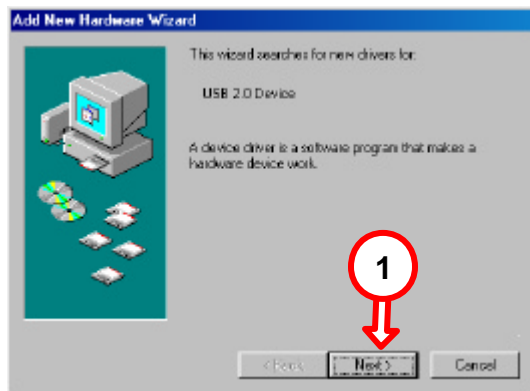 Add New Hardware Wizard
This wizard searches for new drivers for:
USB 2.0 Device
A device driver is a software program that makes a
hardware device work.
1
< Back
Next >
Cancel